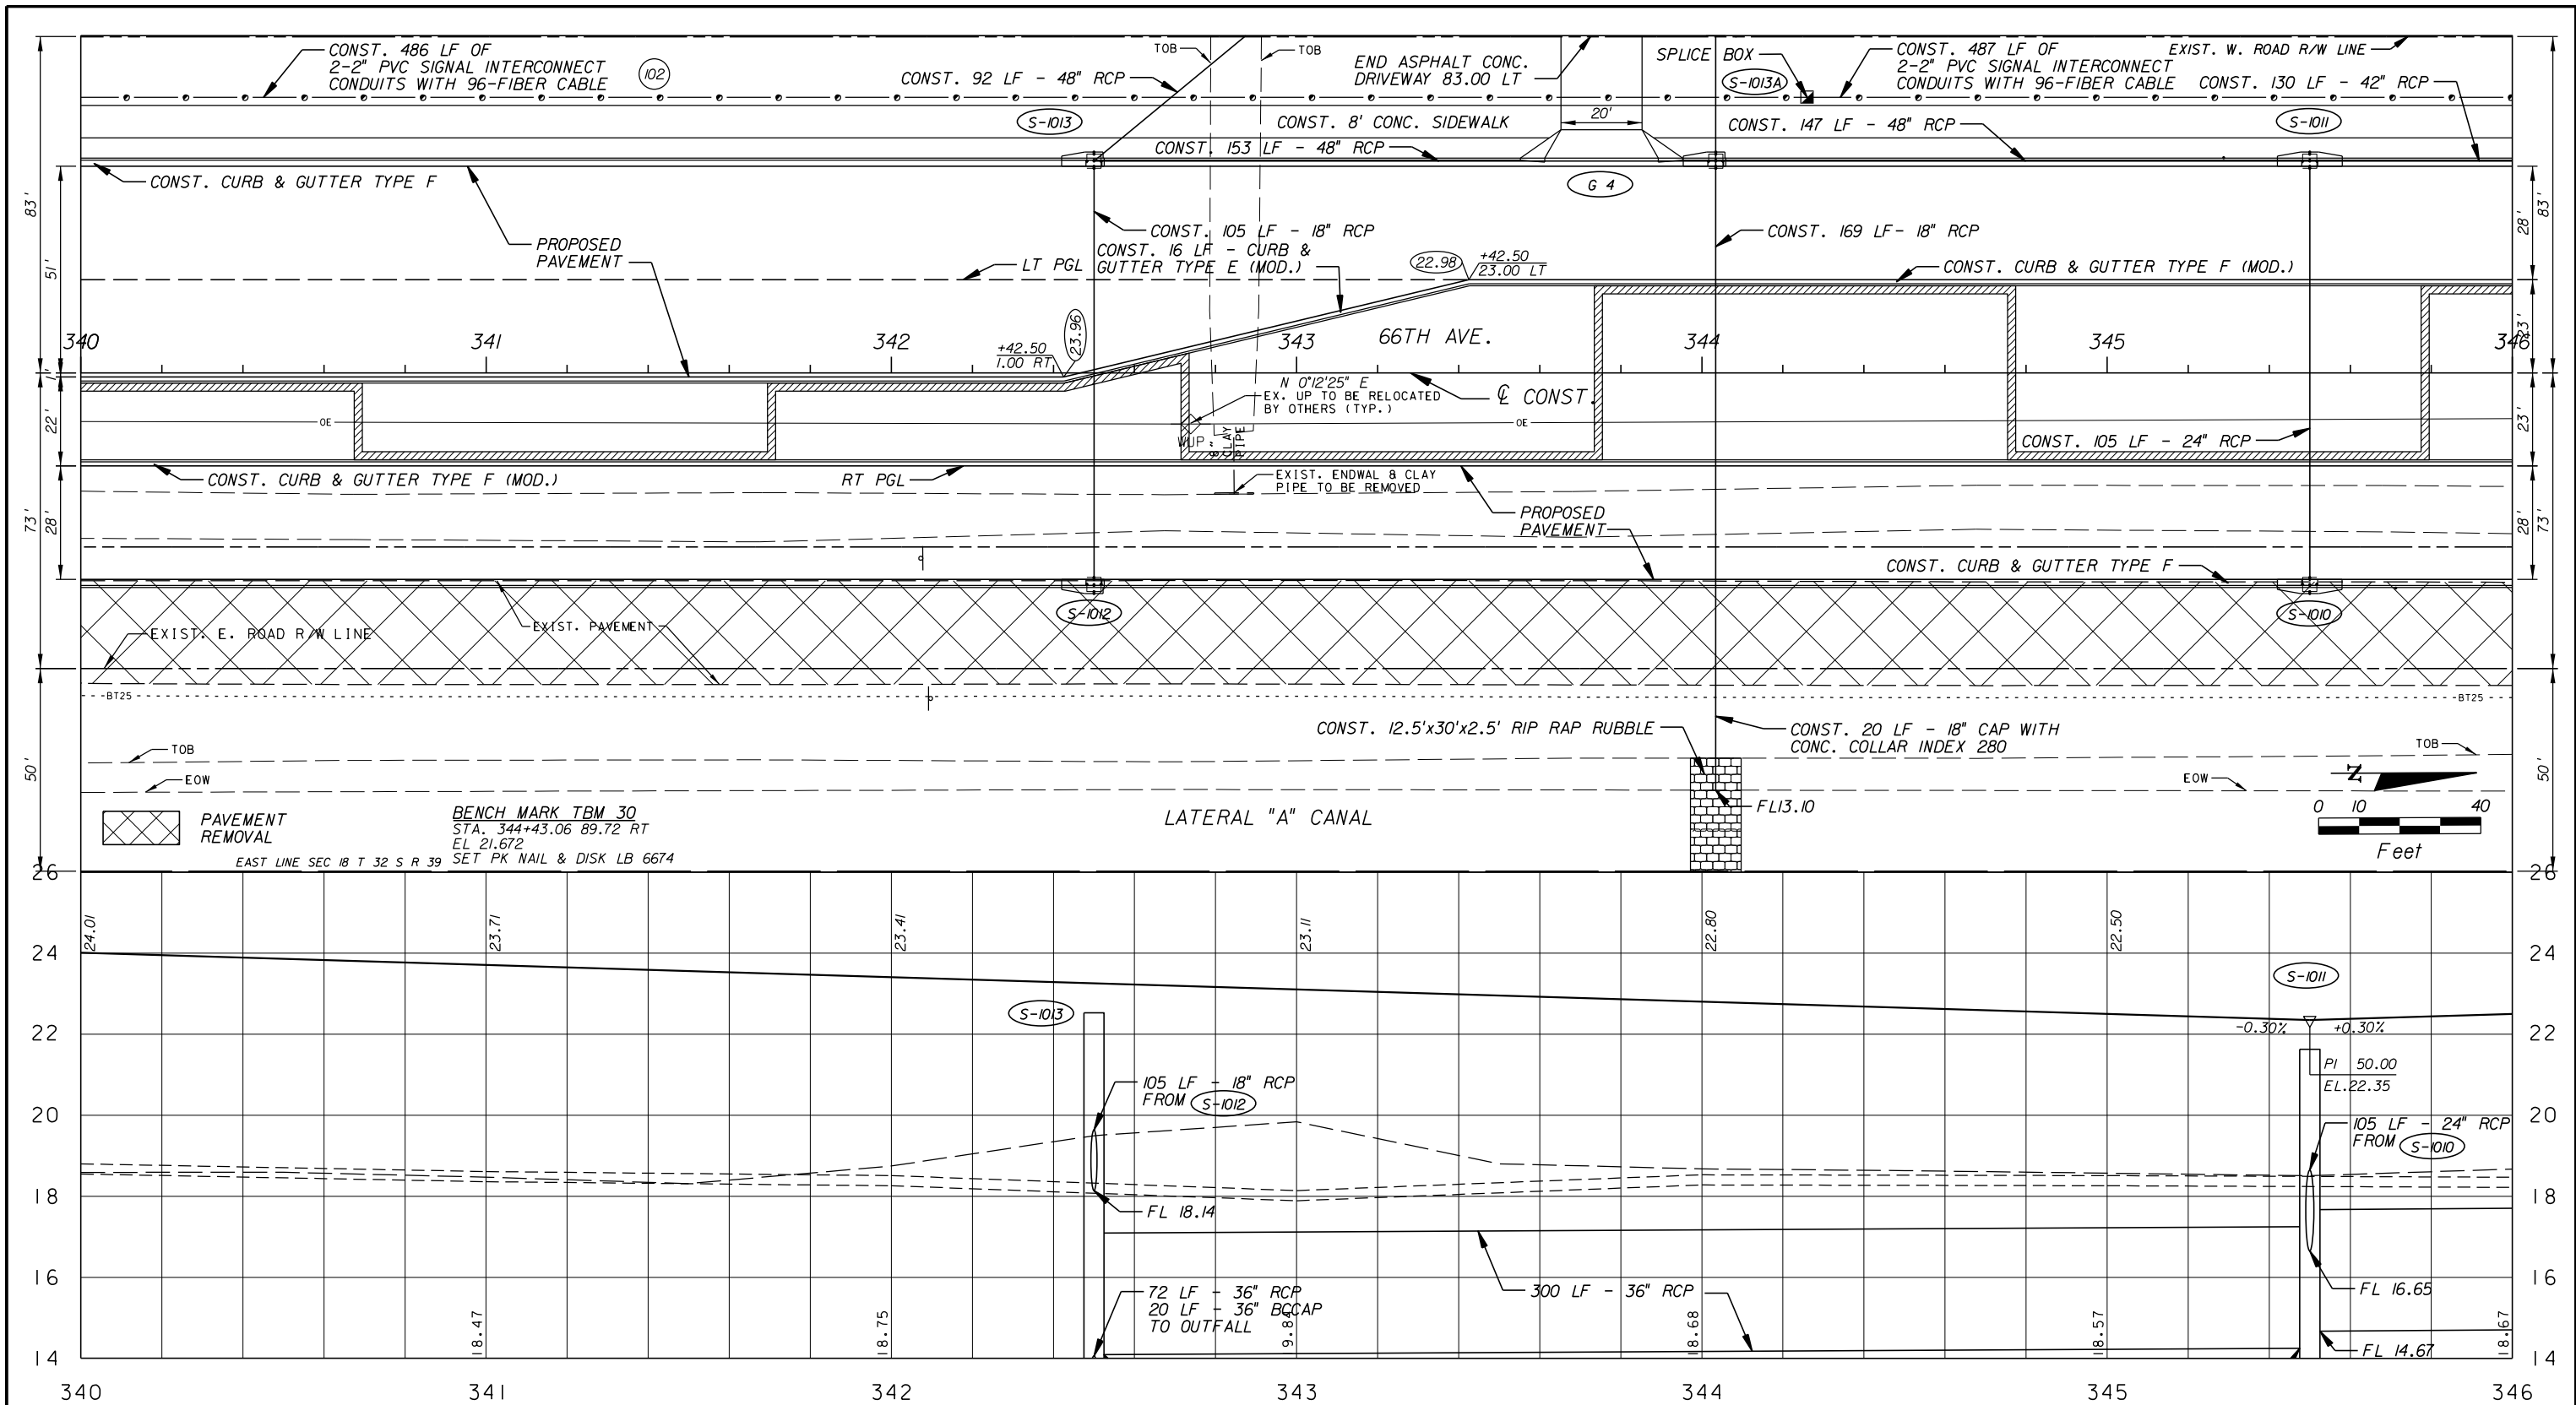 CONST. 486 LF OF
2-2" PVC SIGNAL INTERCONNECT
CONDUITS WITH 96-FIBER CABLE
102
CONST. 92 LF - 48" RCP
TOB
TOB
END ASPHALT CONC.
DRIVEWAY 83.00 LT
SPLICE BOX
S-1013A
CONST. 487 LF OF
2-2" PVC SIGNAL INTERCONNECT
CONDUITS WITH 96-FIBER CABLE
EXIST. W. ROAD R/W LINE
CONST. 130 LF - 42" RCP
S-1013
CONST. 8' CONC. SIDEWALK
20'
CONST. 147 LF - 48" RCP
S-1011
CONST. 153 LF - 48" RCP
CONST. CURB & GUTTER TYPE F
G 4
83'
51'
28'
83'
PROPOSED
PAVEMENT
CONST. 105 LF - 18" RCP
CONST. 16 LF - CURB &
GUTTER TYPE E (MOD.)
LT PGL
22.98
+42.50
23.00 LT
CONST. 169 LF- 18" RCP
CONST. CURB & GUTTER TYPE F (MOD.)
340
341
342
343
344
345
346
+42.50
1.00 RT
23.96
66TH AVE.
23'
1'
22'
N 0°12'25" E
EX. UP TO BE RELOCATED
BY OTHERS (TYP.)
℄ CONST.
OE
OE
WUP
8"
CLAY
PIPE
CONST. 105 LF - 24" RCP
23'
CONST. CURB & GUTTER TYPE F (MOD.)
RT PGL
EXIST. ENDWAL & CLAY
PIPE TO BE REMOVED
PROPOSED
PAVEMENT
73'
28'
28'
73'
CONST. CURB & GUTTER TYPE F
S-1012
S-1010
EXIST. E. ROAD R/W LINE
EXIST. PAVEMENT
BT25
BT25
CONST. 12.5'x30'x2.5' RIP RAP RUBBLE
CONST. 20 LF - 18" CAP WITH
CONC. COLLAR INDEX 280
TOB
TOB
EOW
EOW
50'
50'
N
0 10 40
Feet
PAVEMENT
REMOVAL
BENCH MARK TBM 30
STA. 344+43.06 89.72 RT
EL 21.672
SET PK NAIL & DISK LB 6674
LATERAL "A" CANAL
FL13.10
EAST LINE SEC 18 T 32 S R 39
26
26
24.01
23.71
23.41
23.11
22.80
22.50
24
24
S-1011
S-1013
22
22
-0.30%
+0.30%
PI 50.00
EL.22.35
105 LF - 18" RCP
FROM S-1012
20
20
105 LF - 24" RCP
FROM S-1010
18
18
FL 18.14
16
16
72 LF - 36" RCP
20 LF - 36" BCCAP
TO OUTFALL
300 LF - 36" RCP
FL 16.65
18.47
18.75
9.84
18.68
18.57
18.67
14
14
FL 14.67
340
341
342
343
344
345
346